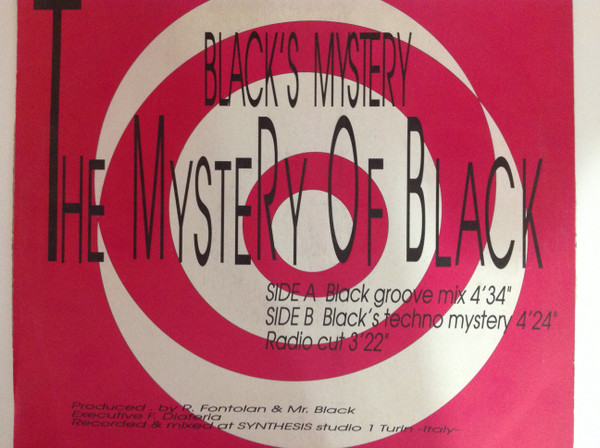 BLACK'S MYSTERY
THE MYSTERY OF BLACK
SIDE A Black groove mix 4'34"
SIDE B Black's techno mystery 4'24"
Radio cut 3'22"
Produced . by R. Fontolan & Mr. Black
Executive F. Diaferia
Recorded & mixed at SYNTHESIS studio 1 Turin -Italy-